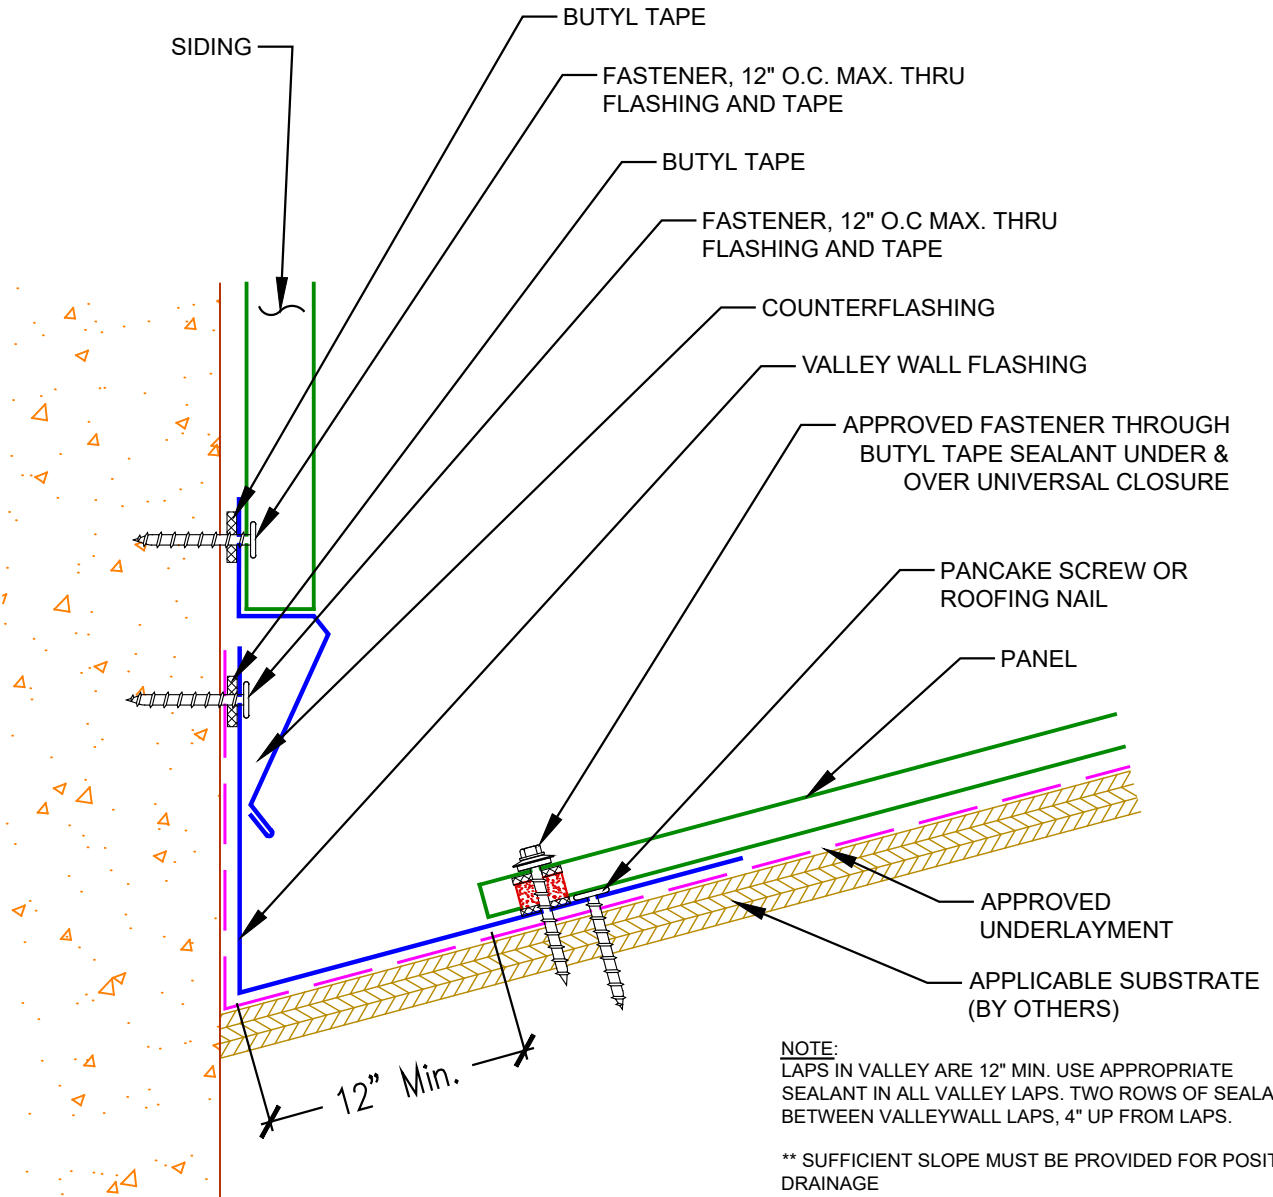 BUTYL TAPE
SIDING
FASTENER, 12" O.C. MAX. THRU
FLASHING AND TAPE
BUTYL TAPE
FASTENER, 12" O.C MAX. THRU
FLASHING AND TAPE
COUNTERFLASHING
VALLEY WALL FLASHING
APPROVED FASTENER THROUGH
BUTYL TAPE SEALANT UNDER &
OVER UNIVERSAL CLOSURE
PANCAKE SCREW OR
ROOFING NAIL
PANEL
APPROVED
UNDERLAYMENT
APPLICABLE SUBSTRATE
(BY OTHERS)
12" Min.
NOTE:
LAPS IN VALLEY ARE 12" MIN. USE APPROPRIATE
SEALANT IN ALL VALLEY LAPS. TWO ROWS OF SEALA
BETWEEN VALLEYWALL LAPS, 4" UP FROM LAPS.
** SUFFICIENT SLOPE MUST BE PROVIDED FOR POSIT
DRAINAGE